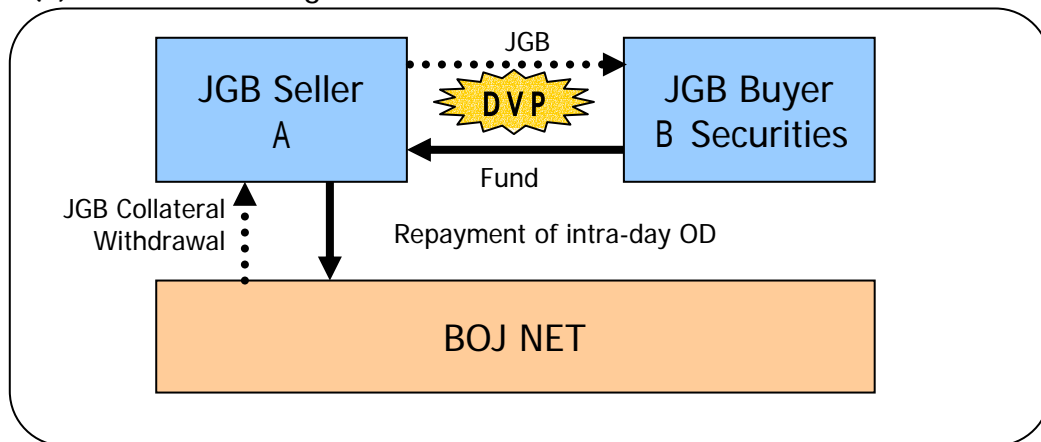 JGB
JGB Seller
A
DVP
JGB Buyer
B Securities
Fund
JGB Collateral
Withdrawal
Repayment of intra-day OD
BOJ NET